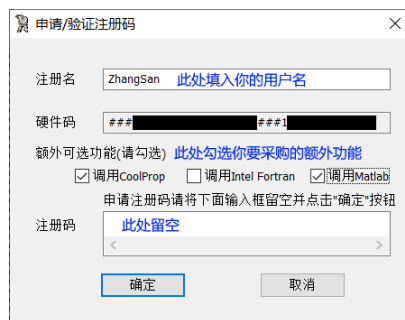 申请/验证注册码
注册名 ZhangSan 此处填入你的用户名
硬件码 ### ###1
额外可选功能(请勾选) 此处勾选你要采购的额外功能
调用CoolProp 调用Intel Fortran 调用Matlab
申请注册码请将下面输入框留空并点击"确定"按钮
注册码 此处留空
确定 取消